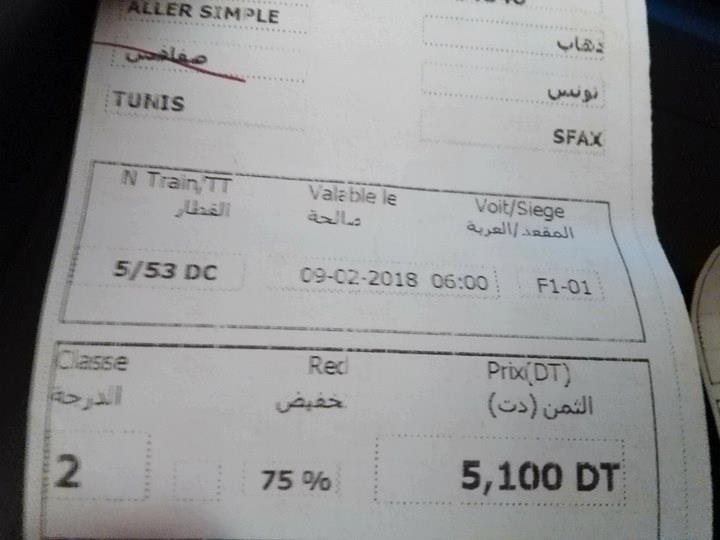 ALLER SIMPLE
ذهاب
صفاقص
تونس
TUNIS
SFAX
N Train/TT Valable le Voit/Siege
القطار صالحة المقعد/العربة
5/53 DC 09-02-2018 06:00 F1-01
Classe Red Prix(DT)
الدرجة تخفيض الثمن (دت)
2 75 % 5,100 DT